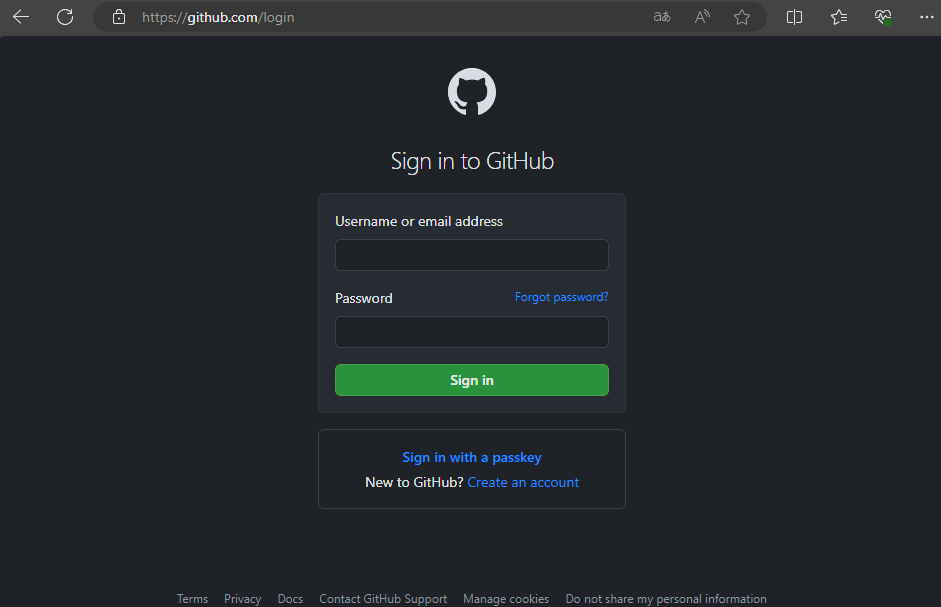 https://github.com/login
aあ
A
Sign in to GitHub
Username or email address
Password Forgot password?
Sign in
Sign in with a passkey
New to GitHub? Create an account
Terms Privacy Docs Contact GitHub Support Manage cookies Do not share my personal information